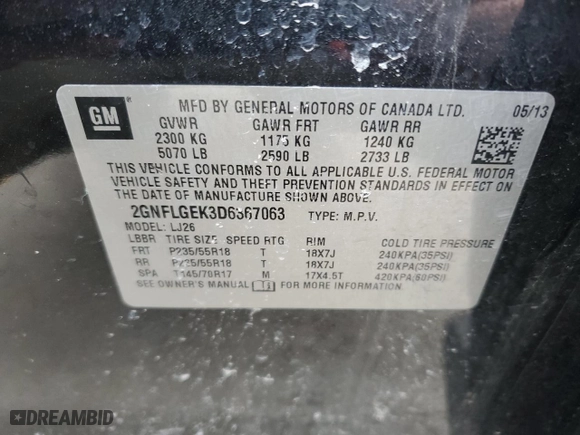 GM
MFD BY GENERAL MOTORS OF CANADA LTD. 05/13
GVWR GAWR FRT GAWR RR
2300 KG 1175 KG 1240 KG
5070 LB 2590 LB 2733 LB
THIS VEHICLE CONFORMS TO ALL APPLICABLE U.S. FEDERAL MOTOR
VEHICLE SAFETY AND THEFT PREVENTION STANDARDS IN EFFECT
ON THE DATE OF MANUFACTURE SHOWN ABOVE.
2GNFLGEK3D6367063 TYPE: M.P.V.
MODEL: LJ26
LBBR TIRE SIZE SPEED RTG RIM COLD TIRE PRESSURE
FRT P235/55R18 T 18X7J 240KPA(35PSI)
RR P235/55R18 T 18X7J 240KPA(35PSI)
SPA T145/70R17 M 17X4.5T 420KPA(60PSI)
SEE OWNER'S MANUAL FOR MORE INFORMATION.
DREAMBID